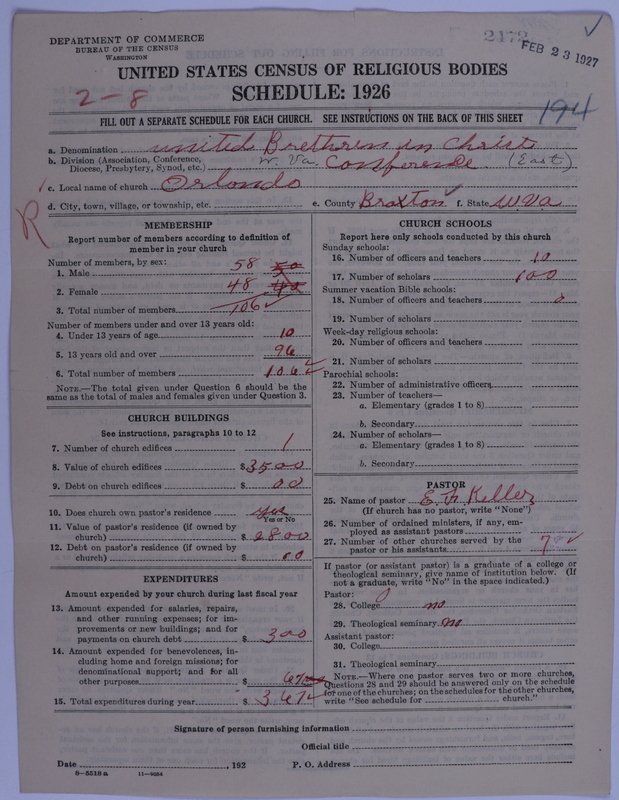 DEPARTMENT OF COMMERCE
BUREAU OF THE CENSUS
WASHINGTON
2172
FEB 23 1927
UNITED STATES CENSUS OF RELIGIOUS BODIES
SCHEDULE: 1926
2-8
194
FILL OUT A SEPARATE SCHEDULE FOR EACH CHURCH. SEE INSTRUCTIONS ON THE BACK OF THIS SHEET
a. Denomination United Brethren in Christ
b. Division (Association, Conference, Diocese, Presbytery, Synod, etc.) W. Va. Conference (East)
c. Local name of church Orlando
d. City, town, village, or township, etc. e. County Braxton f. State W Va
R
MEMBERSHIP
Report number of members according to definition of
member in your church
Number of members, by sex:
1. Male 58 50
2. Female 48 40
3. Total number of members 106
Number of members under and over 13 years old:
4. Under 13 years of age 10
5. 13 years old and over 96
6. Total number of members 106
NOTE.—The total given under Question 6 should be the
same as the total of males and females given under Question 3.
CHURCH BUILDINGS
See instructions, paragraphs 10 to 12
7. Number of church edifices 1
8. Value of church edifices $3500
9. Debt on church edifices $ 00
10. Does church own pastor's residence yes
Yes or No
11. Value of pastor's residence (if owned by
church) $ 2800
12. Debt on pastor's residence (if owned by
church) $ 00
EXPENDITURES
Amount expended by your church during last fiscal year
13. Amount expended for salaries, repairs,
and other running expenses; for im-
provements or new buildings; and for
payments on church debt $ 300
14. Amount expended for benevolences, in-
cluding home and foreign missions; for
denominational support; and for all
other purposes $ 67
15. Total expenditures during year $ 367
CHURCH SCHOOLS
Report here only schools conducted by this church
Sunday schools:
16. Number of officers and teachers 10
17. Number of scholars 100
Summer vacation Bible schools:
18. Number of officers and teachers 0
19. Number of scholars
Week-day religious schools:
20. Number of officers and teachers
21. Number of scholars
Parochial schools:
22. Number of administrative officers
23. Number of teachers—
a. Elementary (grades 1 to 8)
b. Secondary
24. Number of scholars—
a. Elementary (grades 1 to 8)
b. Secondary
PASTOR
25. Name of pastor Keller
(If church has no pastor, write "None")
26. Number of ordained ministers, if any, em-
ployed as assistant pastors
27. Number of other churches served by the
pastor or his assistants 7
If pastor (or assistant pastor) is a graduate of a college or
theological seminary, give name of institution below. (If
not a graduate, write "No" in the space indicated.)
Pastor:
28. College no
29. Theological seminary no
Assistant pastor:
30. College
31. Theological seminary
NOTE.—Where one pastor serves two or more churches,
Questions 28 and 29 should be answered only on the schedule
for one of the churches; on the schedules for the other churches,
write "See schedule for church."
Signature of person furnishing information
Official title
Date , 192 P. O. Address
8-5518a 11-9054